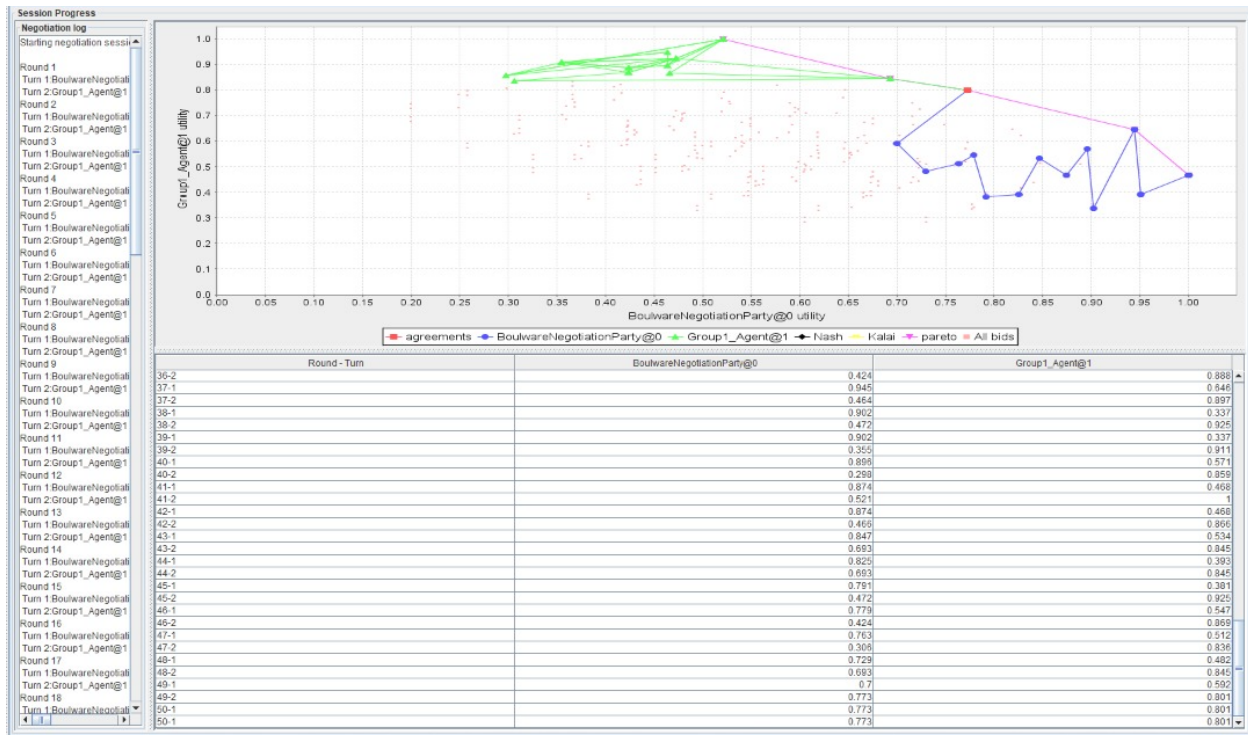 Session Progress
Negotiation log
Starting negotiation sessi
Round 1
Turn 1:BoulwareNegotiati
Turn 2:Group1_Agent@1
Round 2
Turn 1:BoulwareNegotiati
Turn 2:Group1_Agent@1
Round 3
Turn 1:BoulwareNegotiati
Turn 2:Group1_Agent@1
Round 4
Turn 1:BoulwareNegotiati
Turn 2:Group1_Agent@1
Round 5
Turn 1:BoulwareNegotiati
Turn 2:Group1_Agent@1
Round 6
Turn 1:BoulwareNegotiati
Turn 2:Group1_Agent@1
Round 7
Turn 1:BoulwareNegotiati
Turn 2:Group1_Agent@1
Round 8
Turn 1:BoulwareNegotiati
Turn 2:Group1_Agent@1
Round 9
Turn 1:BoulwareNegotiati
Turn 2:Group1_Agent@1
Round 10
Turn 1:BoulwareNegotiati
Turn 2:Group1_Agent@1
Round 11
Turn 1:BoulwareNegotiati
Turn 2:Group1_Agent@1
Round 12
Turn 1:BoulwareNegotiati
Turn 2:Group1_Agent@1
Round 13
Turn 1:BoulwareNegotiati
Turn 2:Group1_Agent@1
Round 14
Turn 1:BoulwareNegotiati
Turn 2:Group1_Agent@1
Round 15
Turn 1:BoulwareNegotiati
Turn 2:Group1_Agent@1
Round 16
Turn 1:BoulwareNegotiati
Turn 2:Group1_Agent@1
Round 17
Turn 1:BoulwareNegotiati
Turn 2:Group1_Agent@1
Round 18
Turn 1:BoulwareNegotiati
Group1_Agent@1 utility
1.0
0.9
0.8
0.7
0.6
0.5
0.4
0.3
0.2
0.1
0.0
0.00 0.05 0.10 0.15 0.20 0.25 0.30 0.35 0.40 0.45 0.50 0.55 0.60 0.65 0.70 0.75 0.80 0.85 0.90 0.95 1.00
BoulwareNegotiationParty@0 utility
agreements BoulwareNegotiationParty@0 Group1_Agent@1 Nash Kalai pareto All bids
Round - Turn BoulwareNegotiationParty@0 Group1_Agent@1
36-2 0.424 0.888
37-1 0.945 0.646
37-2 0.464 0.897
38-1 0.902 0.337
38-2 0.472 0.925
39-1 0.902 0.337
39-2 0.355 0.911
40-1 0.896 0.571
40-2 0.298 0.859
41-1 0.874 0.468
41-2 0.521 1
42-1 0.874 0.468
42-2 0.466 0.866
43-1 0.847 0.534
43-2 0.693 0.845
44-1 0.825 0.393
44-2 0.693 0.845
45-1 0.791 0.381
45-2 0.472 0.925
46-1 0.779 0.547
46-2 0.424 0.869
47-1 0.763 0.512
47-2 0.306 0.836
48-1 0.729 0.482
48-2 0.693 0.845
49-1 0.7 0.592
49-2 0.773 0.801
50-1 0.773 0.801
50-1 0.773 0.801